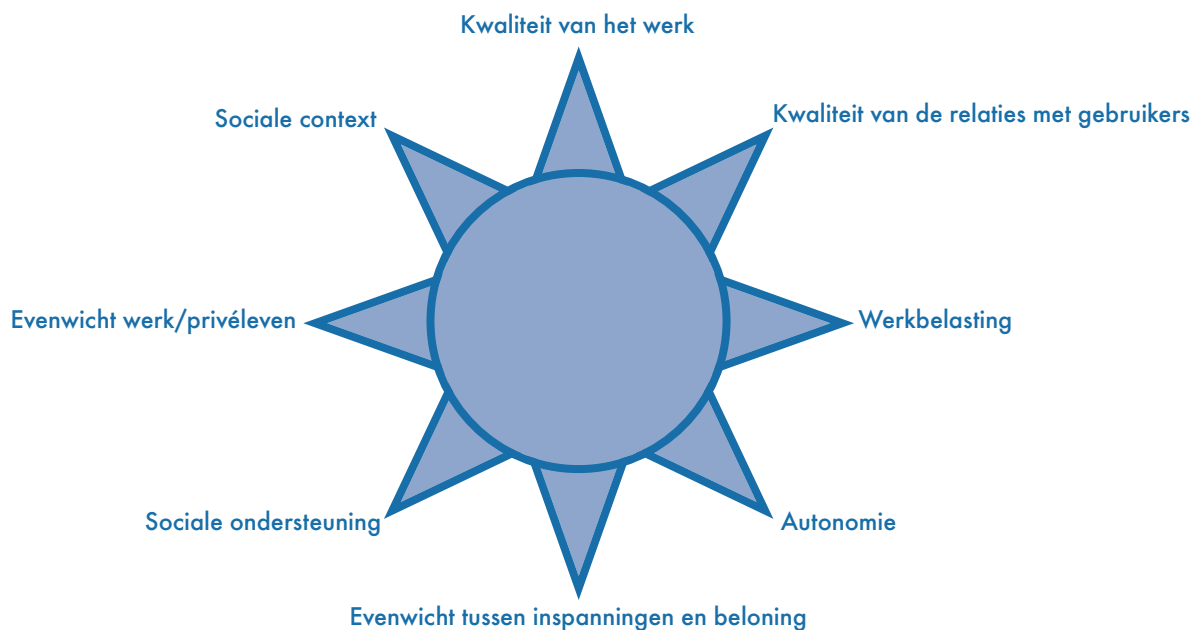 Kwaliteit van het werk
Sociale context
Kwaliteit van de relaties met gebruikers
Evenwicht werk/privéleven
Werkbelasting
Sociale ondersteuning
Autonomie
Evenwicht tussen inspanningen en beloning